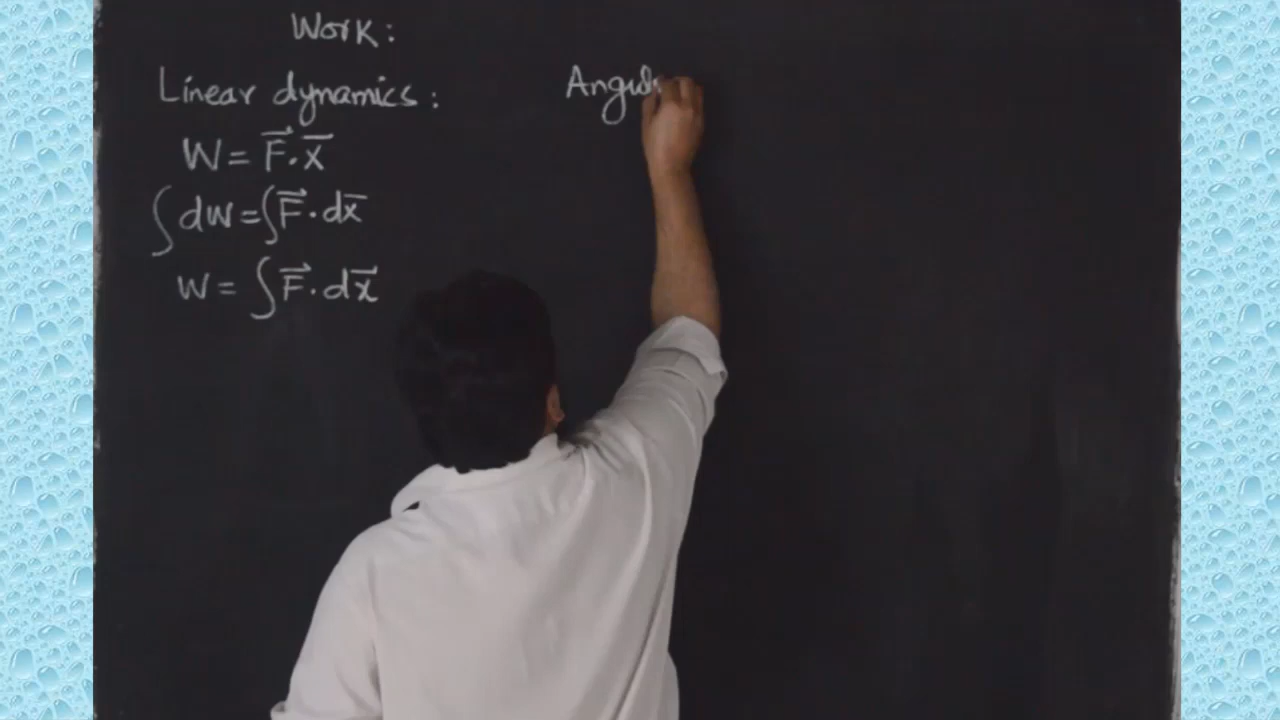 Work:
Linear dynamics:
W = F⃗.x̅
∫dW = ∫F⃗.dx̅
W = ∫F⃗.dx⃗